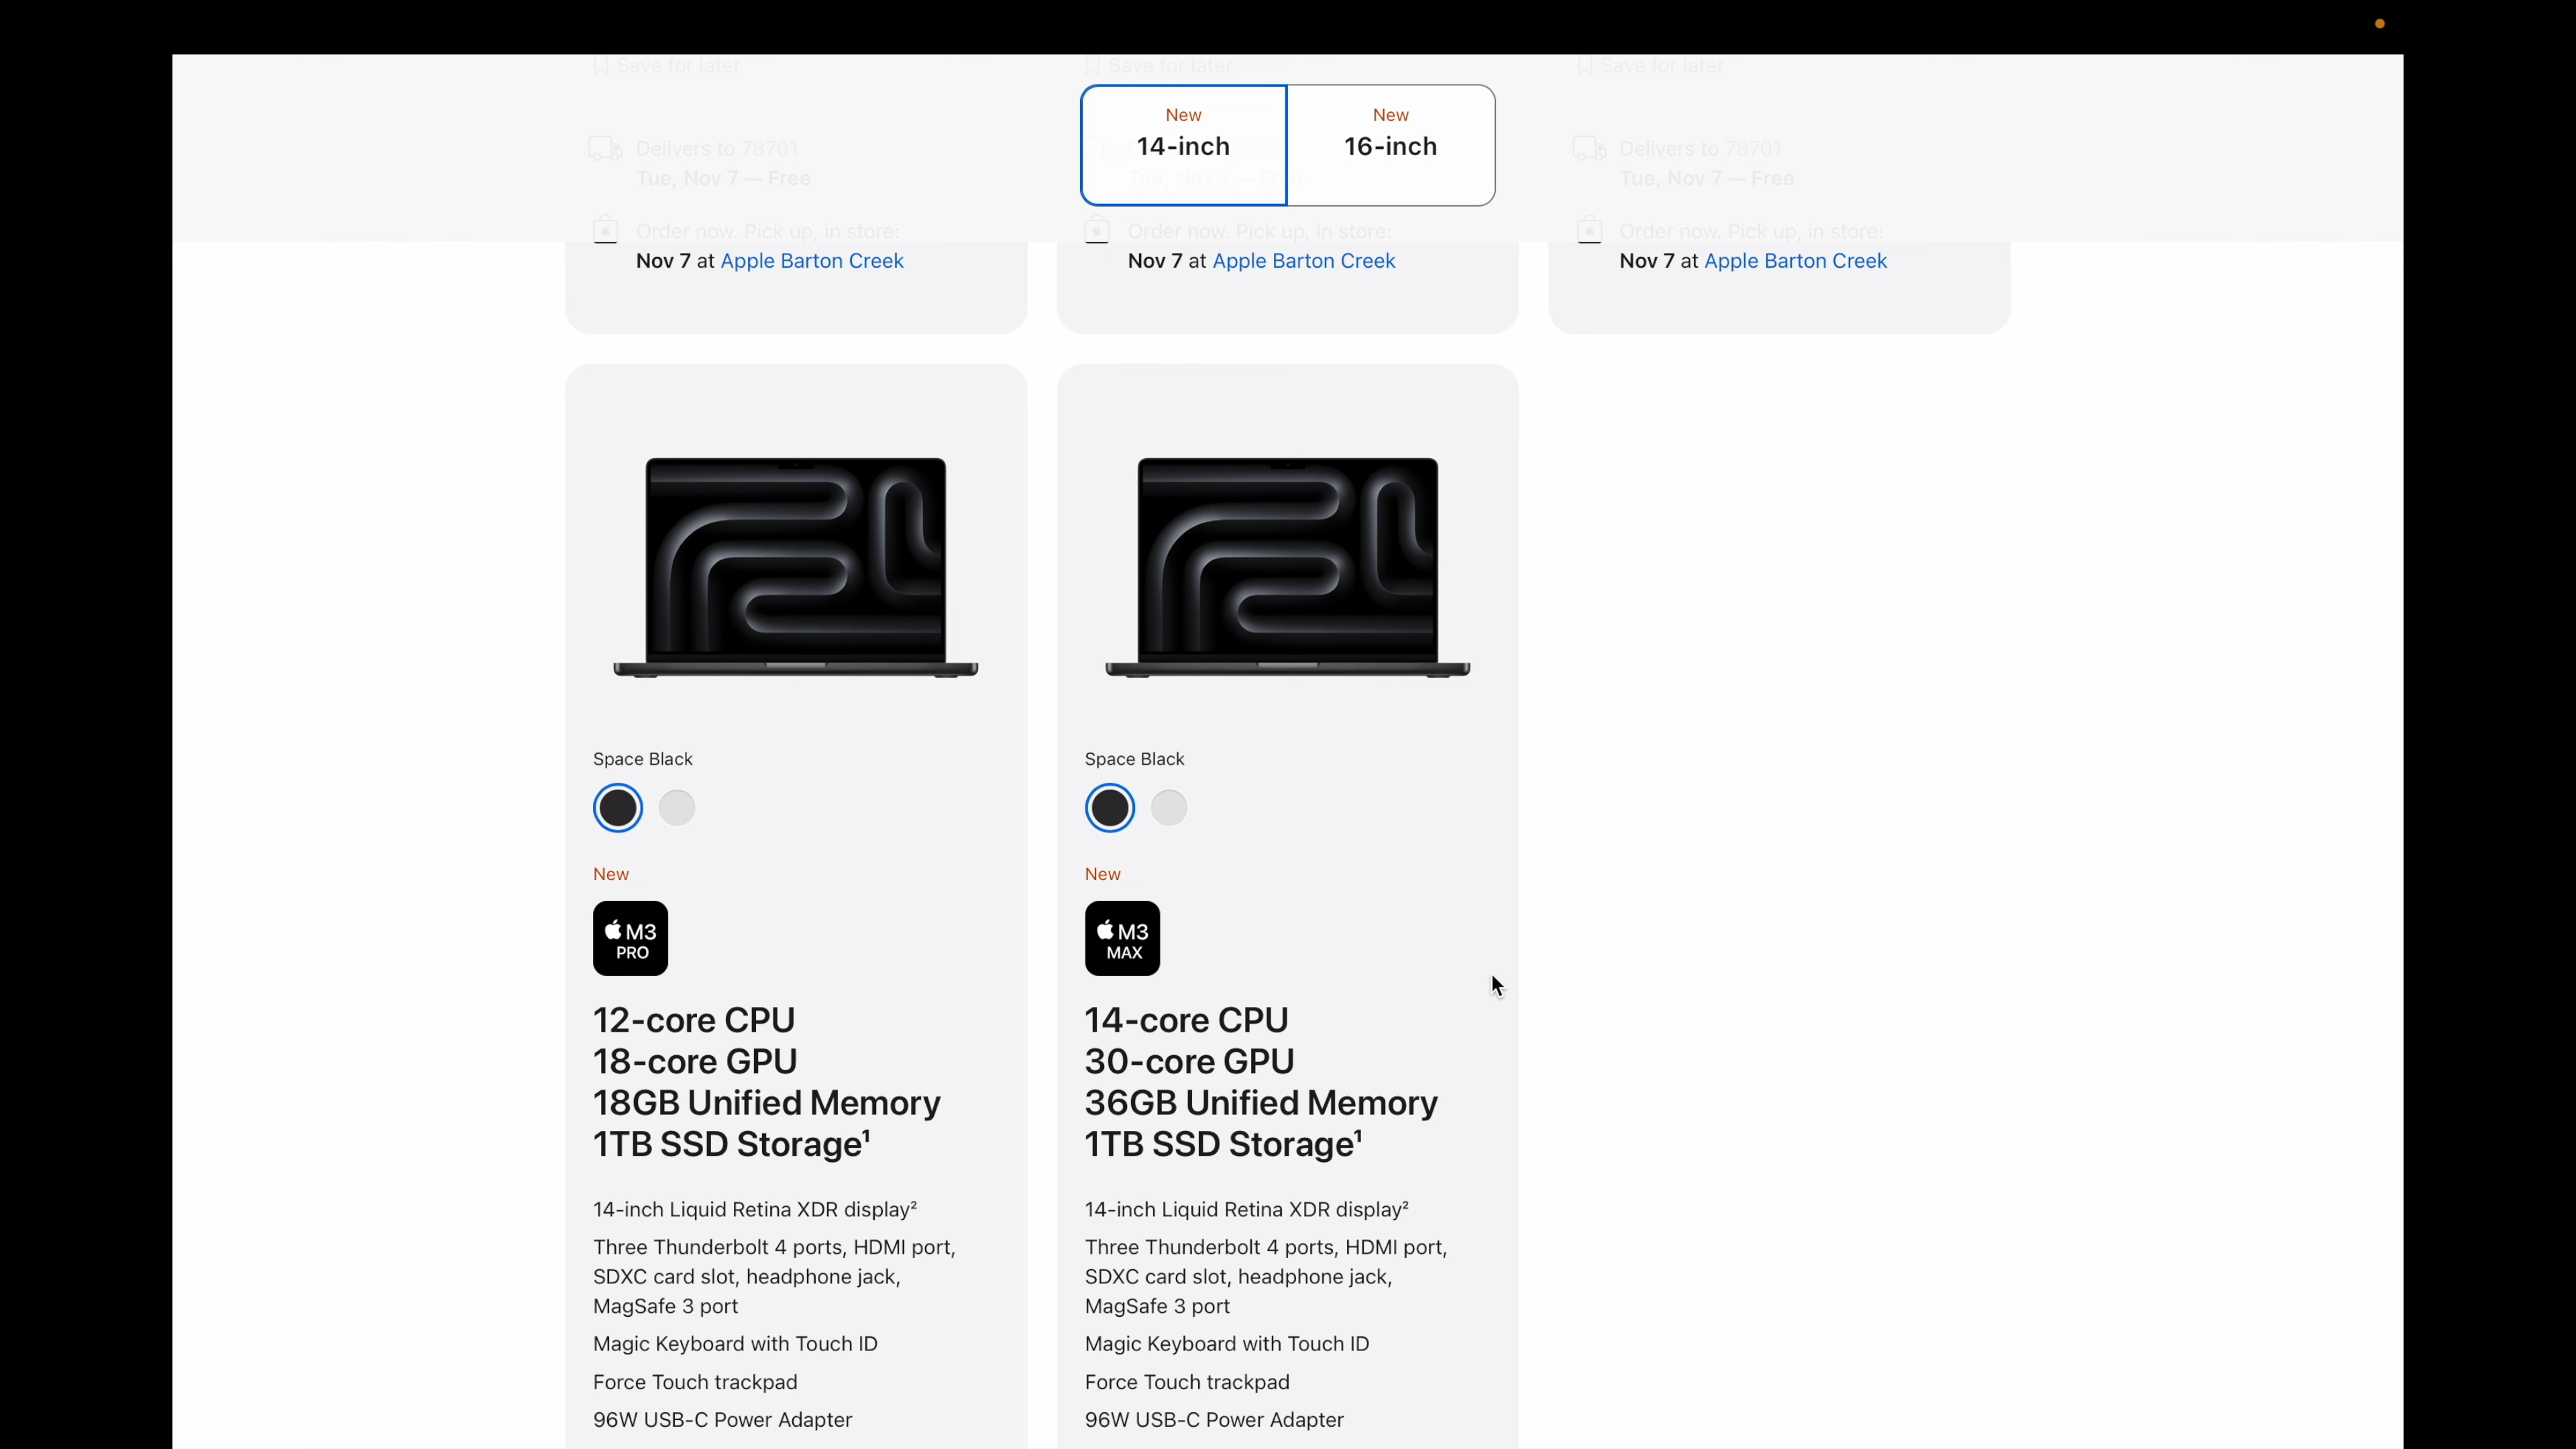 Save for later
Save for later
Save for later
New
14-inch
New
16-inch
Delivers to 78701
Tue, Nov 7 — Free
Tue, Nov 7 — Free
Delivers to 78701
Tue, Nov 7 — Free
Order now. Pick up, in store:
Nov 7 at Apple Barton Creek
Order now. Pick up, in store:
Nov 7 at Apple Barton Creek
Order now. Pick up, in store:
Nov 7 at Apple Barton Creek
Space Black
New
M3
PRO
12-core CPU
18-core GPU
18GB Unified Memory
1TB SSD Storage¹
14-inch Liquid Retina XDR display²
Three Thunderbolt 4 ports, HDMI port,
SDXC card slot, headphone jack,
MagSafe 3 port
Magic Keyboard with Touch ID
Force Touch trackpad
96W USB-C Power Adapter
Space Black
New
M3
MAX
14-core CPU
30-core GPU
36GB Unified Memory
1TB SSD Storage¹
14-inch Liquid Retina XDR display²
Three Thunderbolt 4 ports, HDMI port,
SDXC card slot, headphone jack,
MagSafe 3 port
Magic Keyboard with Touch ID
Force Touch trackpad
96W USB-C Power Adapter